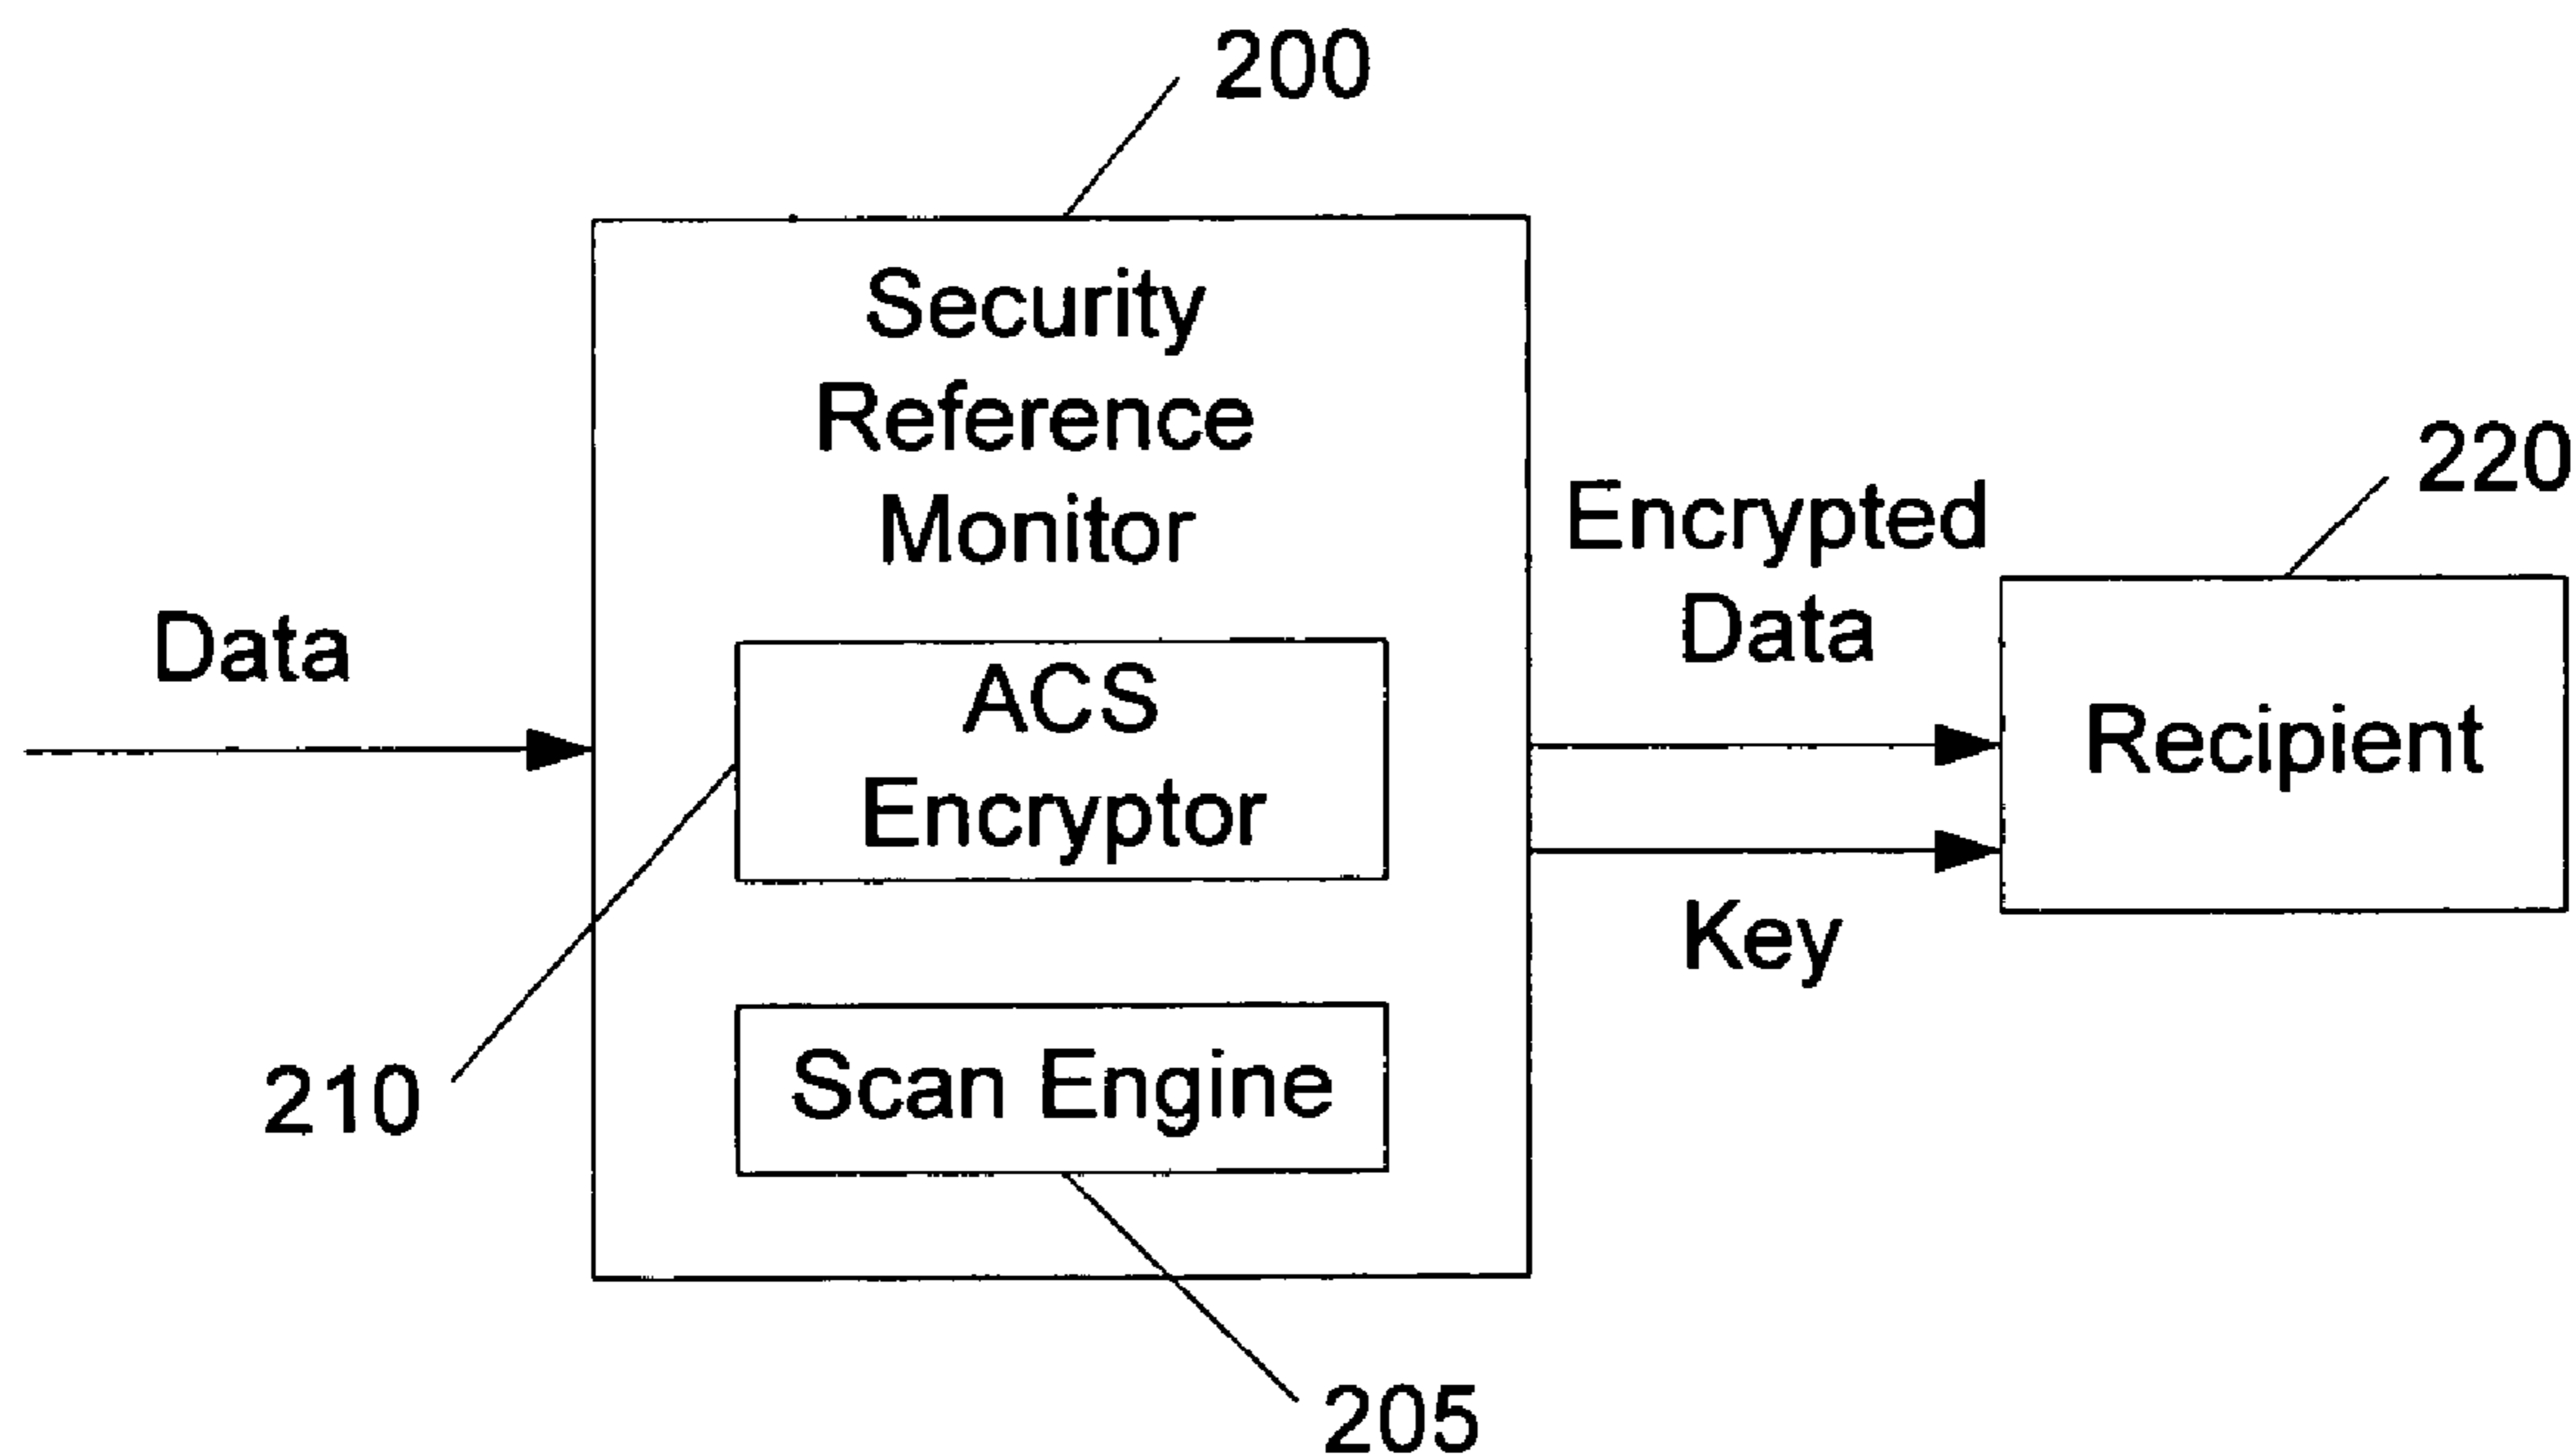 200
Security
Reference
Monitor
220
Encrypted
Data
Data
ACS
Encryptor
Recipient
Key
210
Scan Engine
205